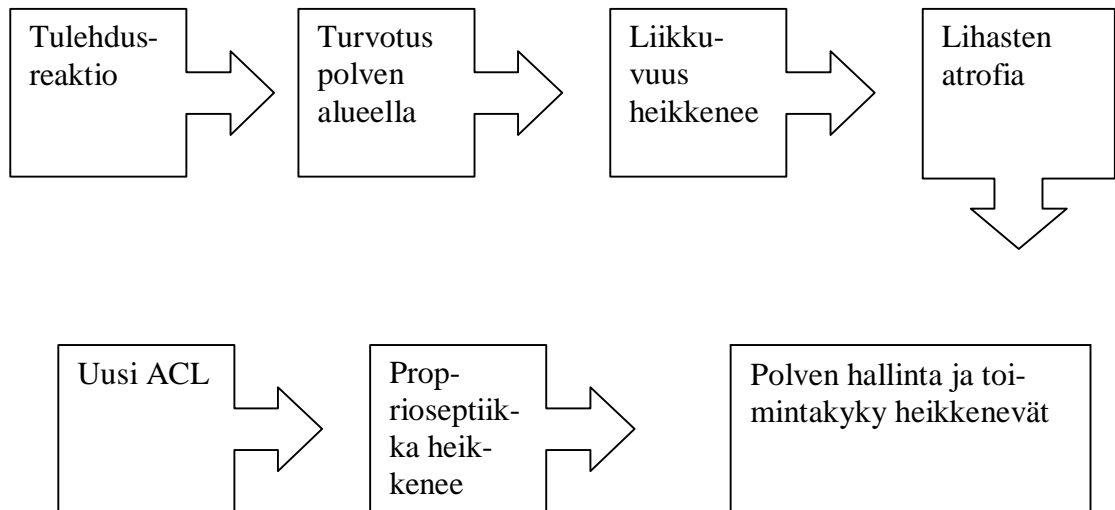 Tulehdus-
reaktio
Turvotus
polven
alueella
Liikku-
vuus
heikkenee
Lihasten
atrofia
Uusi ACL
Prop-
rioseptiik-
ka heik-
kenee
Polven hallinta ja toi-
mintakyky heikkenevät